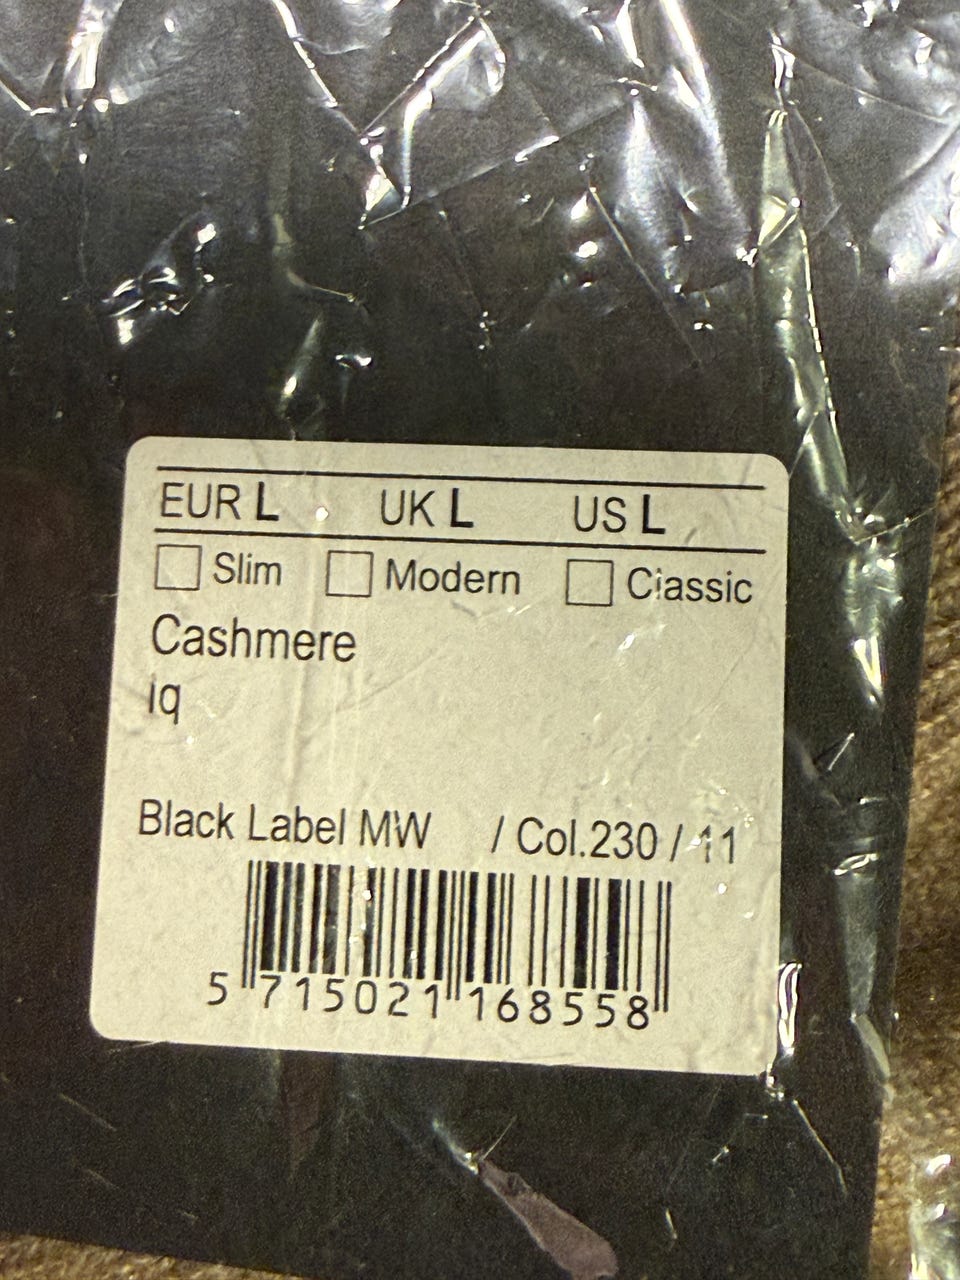 EUR L UK L US L
Slim Modern Classic
Cashmere
iq
Black Label MW / Col.230 / 11
5 715021 168558